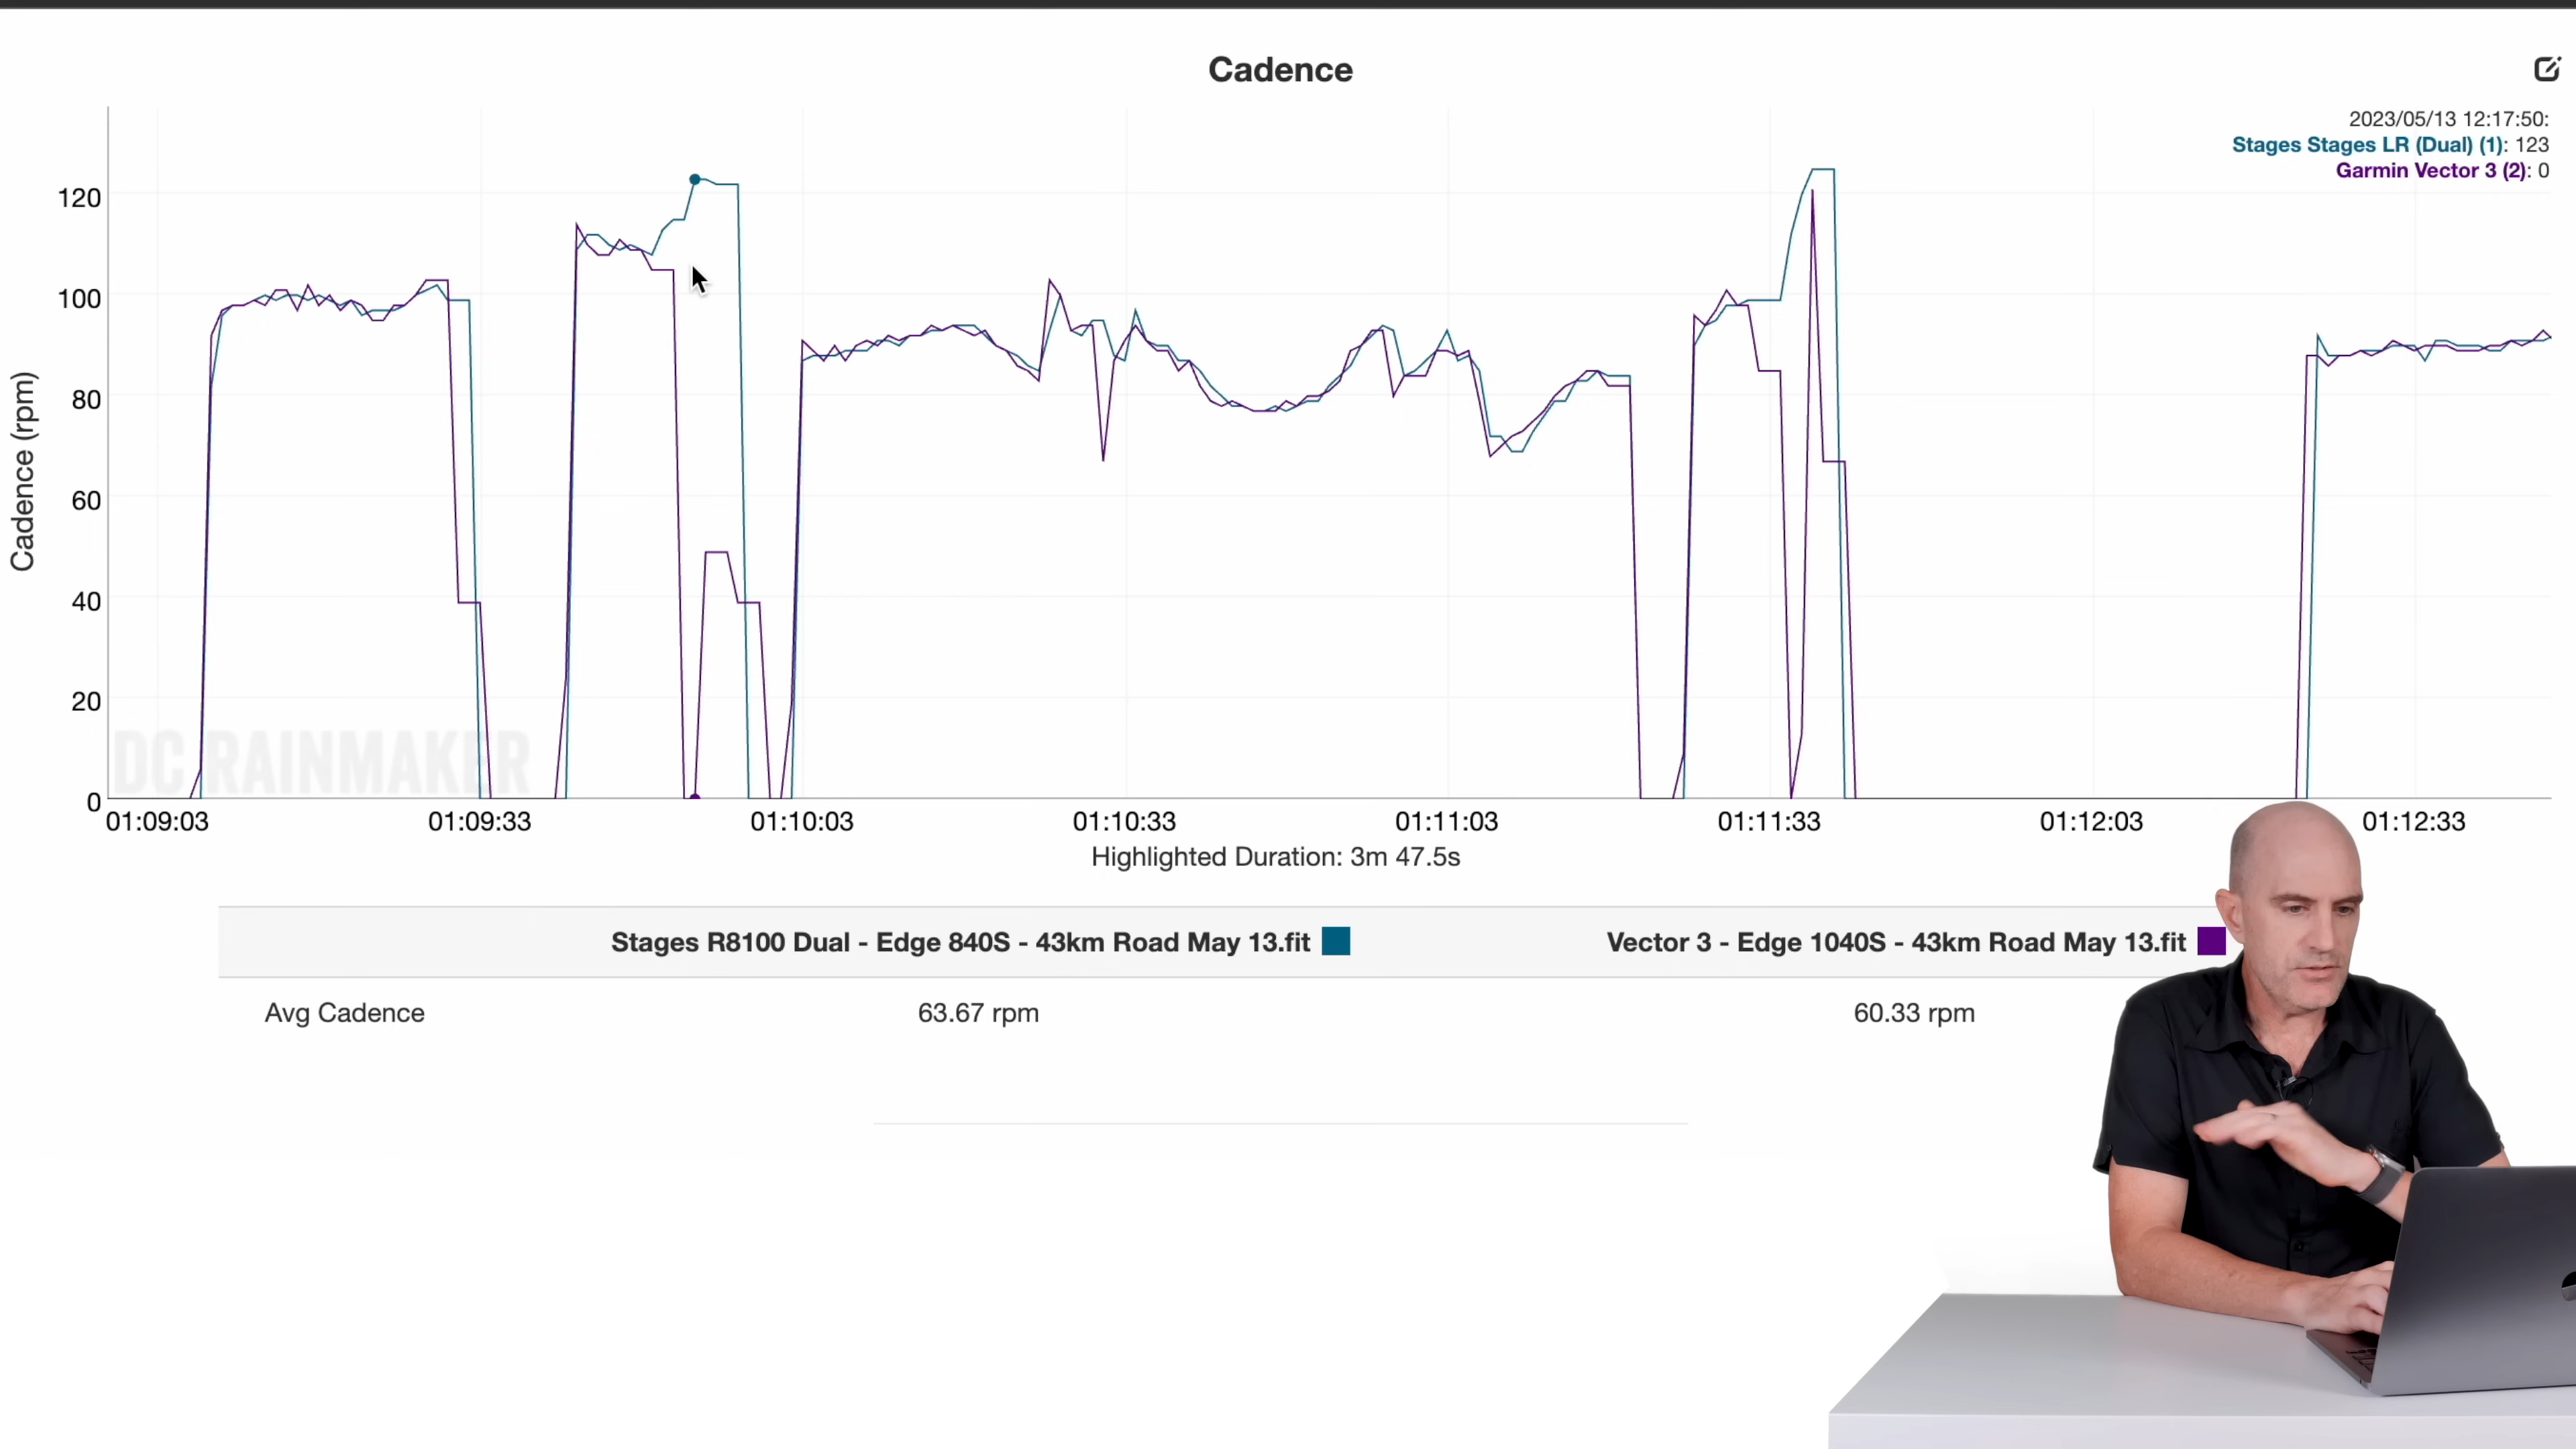 Cadence
2023/05/13 12:17:50:
Stages Stages LR (Dual) (1): 123
Garmin Vector 3 (2): 0
Cadence (rpm)
120
100
80
60
40
20
0
DC RAINMAKER
01:09:03 01:09:33 01:10:03 01:10:33 01:11:03 01:11:33 01:12:03 01:12:33
Highlighted Duration: 3m 47.5s
Stages R8100 Dual - Edge 840S - 43km Road May 13.fit Vector 3 - Edge 1040S - 43km Road May 13.fit
Avg Cadence 63.67 rpm 60.33 rpm